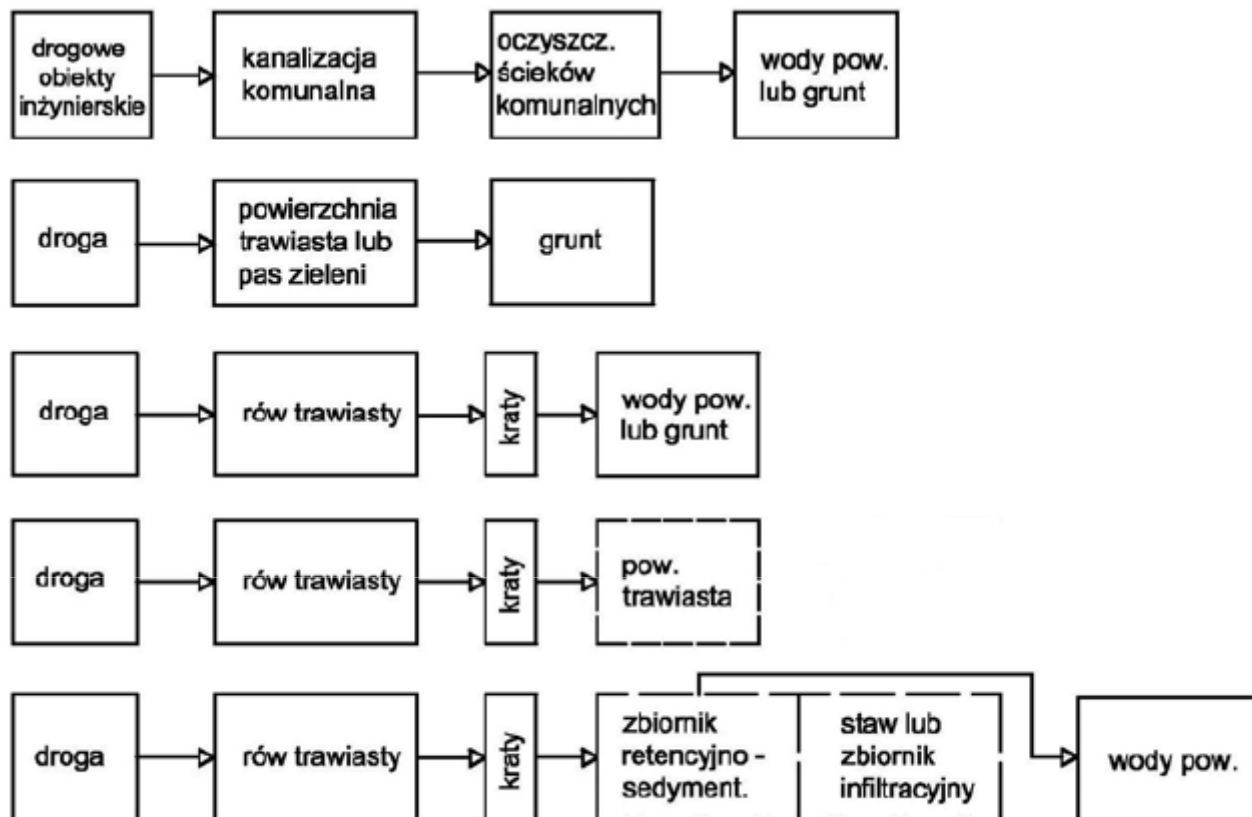 drogowe
obiekty
inżynierskie
kanalizacja
komunalna
oczyszcz.
ścieków
komunalnych
wody pow.
lub grunt
droga
powierzchnia
trawiasta lub
pas zieleni
grunt
droga
rów trawiasty
kraty
wody pow.
lub grunt
droga
rów trawiasty
kraty
pow.
trawiasta
droga
rów trawiasty
kraty
zbiornik
retencyjno -
sedyment.
staw lub
zbiornik
infiltracyjny
wody pow.